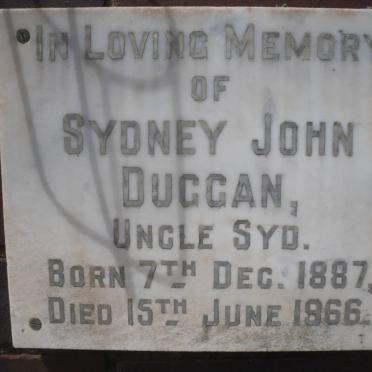 IN LOVING MEMORY
OF
SYDNEY JOHN
DUGGAN,
UNCLE SYD.
BORN 7TH DEC. 1887,
DIED 15TH JUNE 1966.